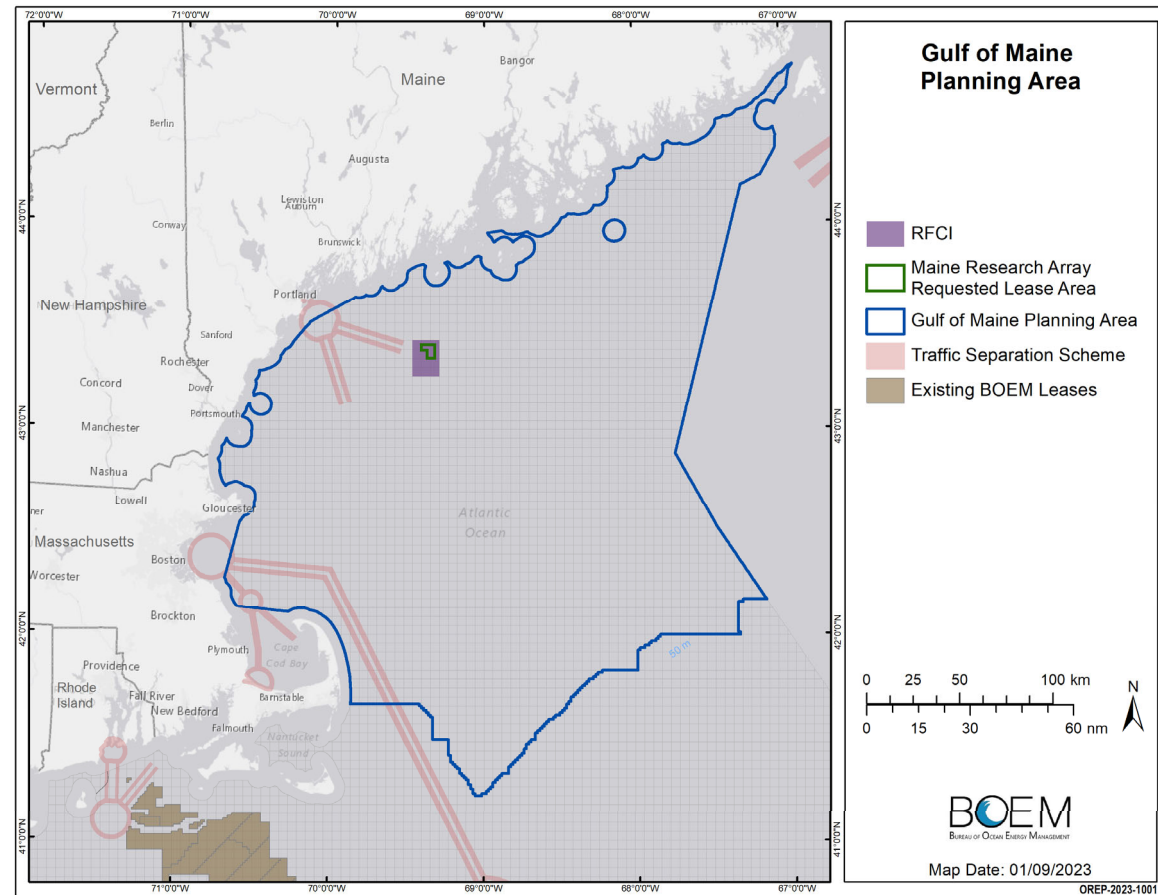 72°0'0"W
71°0'0"W
70°0'0"W
69°0'0"W
68°0'0"W
67°0'0"W
Vermont
Maine
Bangor
Berlin
Augusta
Lewiston
Auburn
Conway
Brunswick
Portland
New Hampshire
Sanford
Rochester
Concord
Dover
Portsmouth
Manchester
Nashua
Lowell
Gloucester
Massachusetts
Boston
Worcester
Brockton
Plymouth
Cape
Cod Bay
Providence
Rhode
Island
Fall River
New Bedford
Barnstable
Falmouth
Nantucket
Sound
Atlantic
Ocean
50 m
44°0'0"N
43°0'0"N
42°0'0"N
41°0'0"N
44°0'0"N
43°0'0"N
42°0'0"N
41°0'0"N
71°0'0"W
70°0'0"W
69°0'0"W
68°0'0"W
67°0'0"W
Gulf of Maine
Planning Area
RFCI
Maine Research Array
Requested Lease Area
Gulf of Maine Planning Area
Traffic Separation Scheme
Existing BOEM Leases
0 25 50 100 km
0 15 30 60 nm
N
BOEM
BUREAU OF OCEAN ENERGY MANAGEMENT
Map Date: 01/09/2023
OREP-2023-1001